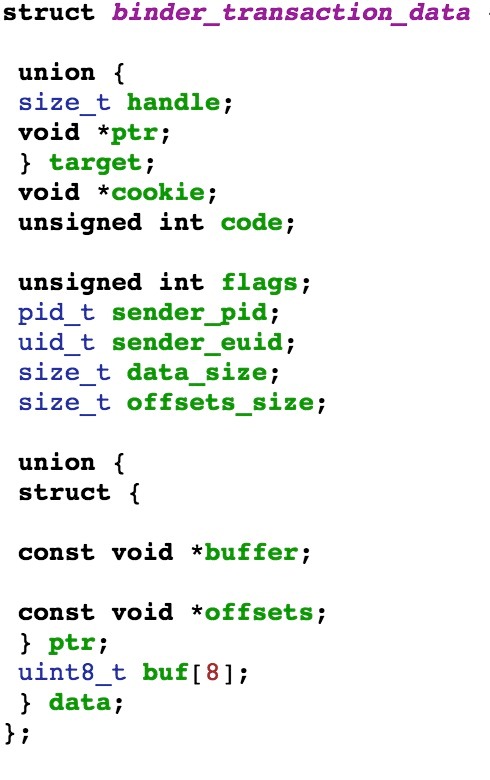 struct binder_transaction_data {
union {
size_t handle;
void *ptr;
} target;
void *cookie;
unsigned int code;
unsigned int flags;
pid_t sender_pid;
uid_t sender_euid;
size_t data_size;
size_t offsets_size;
union {
struct {
const void *buffer;
const void *offsets;
} ptr;
uint8_t buf[8];
} data;
};